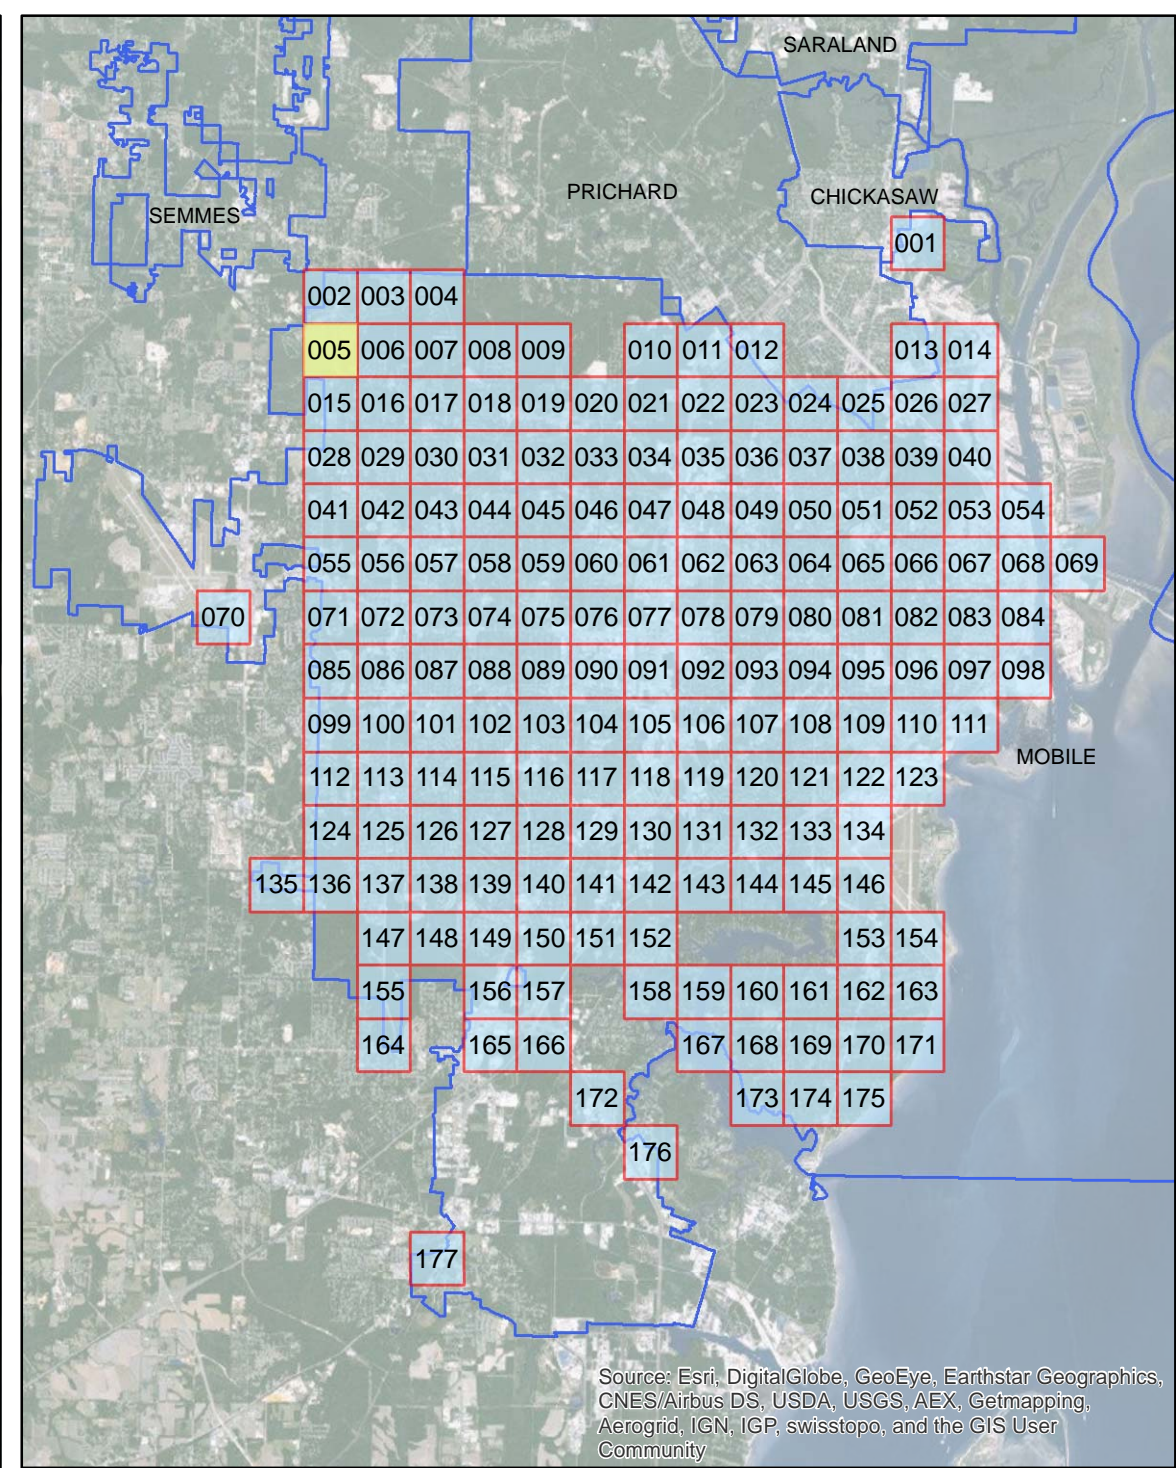 SARALAND
PRICHARD
CHICKASAW
SEMMES
001
002 003 004
005 006 007 008 009 010 011 012 013 014
015 016 017 018 019 020 021 022 023 024 025 026 027
028 029 030 031 032 033 034 035 036 037 038 039 040
041 042 043 044 045 046 047 048 049 050 051 052 053 054
055 056 057 058 059 060 061 062 063 064 065 066 067 068 069
070 071 072 073 074 075 076 077 078 079 080 081 082 083 084
085 086 087 088 089 090 091 092 093 094 095 096 097 098
099 100 101 102 103 104 105 106 107 108 109 110 111
MOBILE
112 113 114 115 116 117 118 119 120 121 122 123
124 125 126 127 128 129 130 131 132 133 134
135 136 137 138 139 140 141 142 143 144 145 146
147 148 149 150 151 152 153 154
155 156 157 158 159 160 161 162 163
164 165 166 167 168 169 170 171
172 173 174 175
176
177
Source: Esri, DigitalGlobe, GeoEye, Earthstar Geographics,
CNES/Airbus DS, USDA, USGS, AEX, Getmapping,
Aerogrid, IGN, IGP, swisstopo, and the GIS User
Community